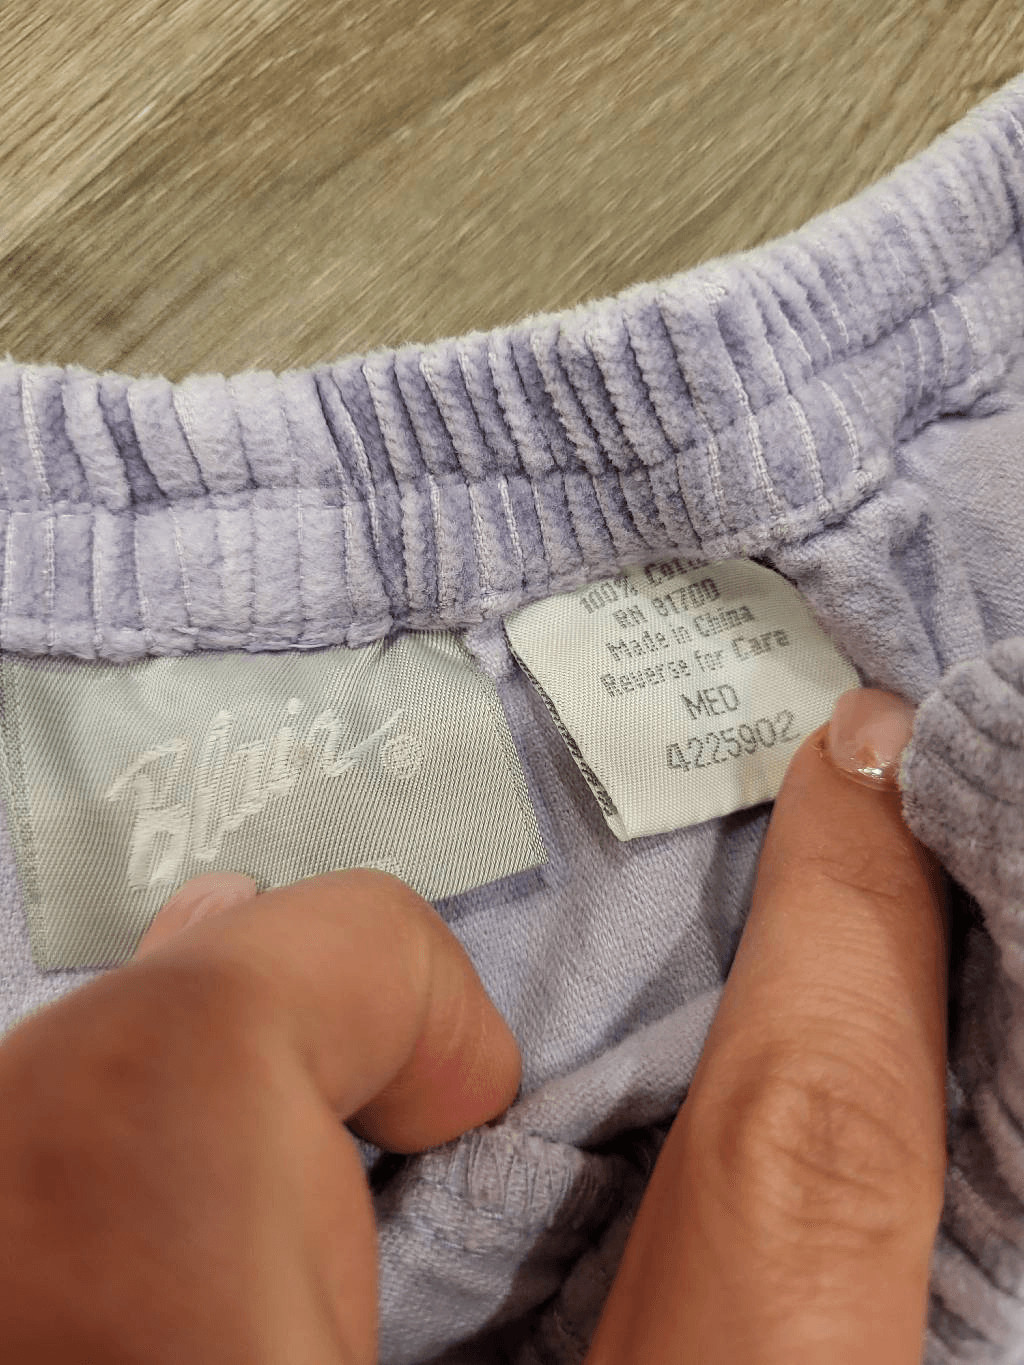 Blair®
100% Cotton
RN 81700
Made in China
Reverse for Care
MED
4225902